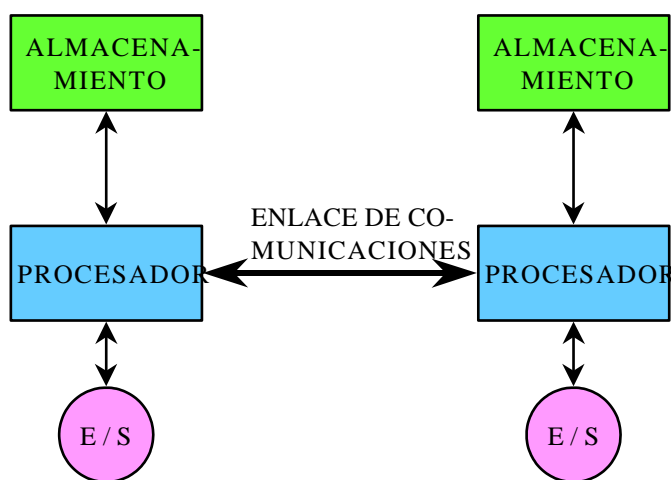 ALMACENA-
MIENTO
ALMACENA-
MIENTO
ENLACE DE CO-
MUNICACIONES
PROCESADOR
PROCESADOR
E / S
E / S